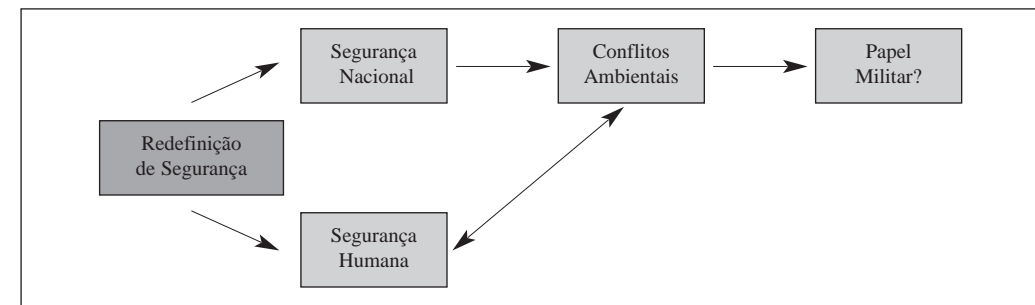 Segurança
Nacional
Conflitos
Ambientais
Papel
Militar?
Redefinição
de Segurança
Segurança
Humana